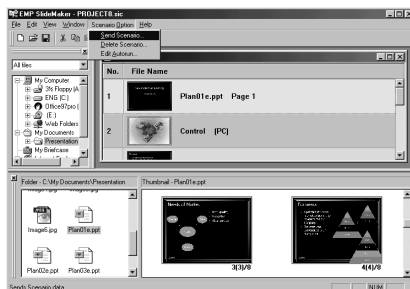 EMP SlideMaker - PROJECT8.sic
File Edit View Window Scenario Option Help
Send Scenario...
Delete Scenario...
Edit Autorun...
All files
My Computer
3½ Floppy (A
ENG (C:)
Office97pro (
(E:)
Web Folders
My Documents
Presentation
My Briefcase
No. File Name
1 Plan01e.ppt Page 1
2 Control [PC]
Folder - C:\My Documents\Presentation
Thumbnail - Plan01e.ppt
Image6.jpg Plan01e.ppt
Plan02e.ppt Plan03e.ppt
3(3)/8
4(4)/8
Sends Scenario data
NUM